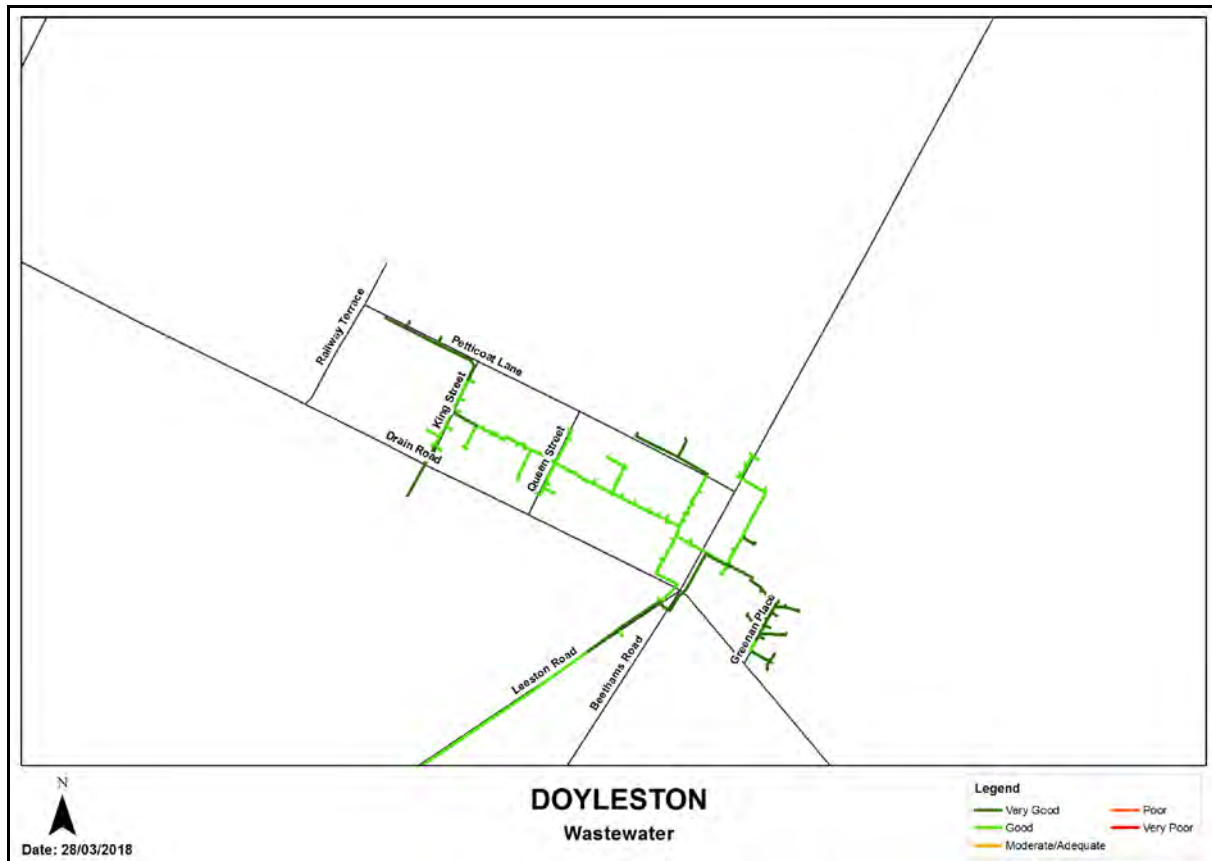 Railway Terrace
Petticoat Lane
King Street
Drain Road
Queen Street
Greenan Place
Leeston Road
Beethams Road
N
Date: 28/03/2018
DOYLESTON
Wastewater
Legend
Very Good
Good
Moderate/Adequate
Poor
Very Poor